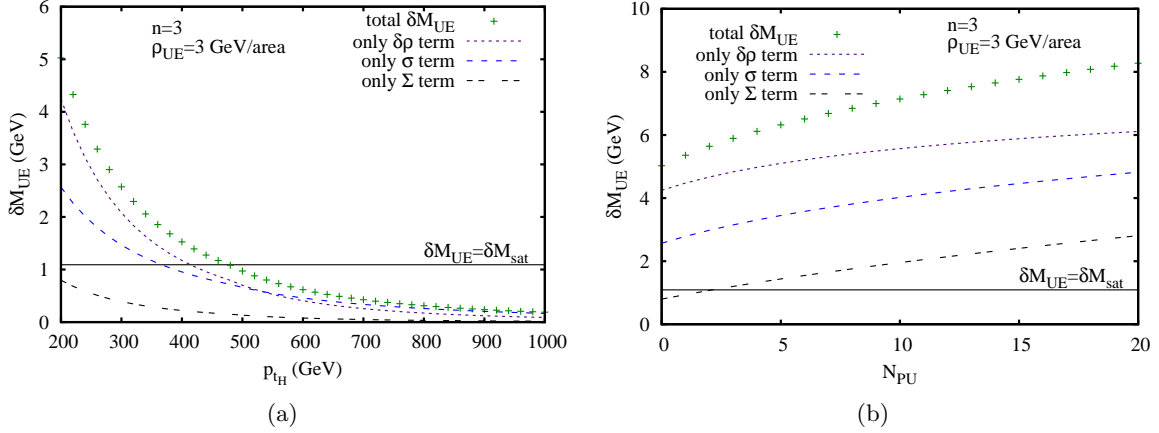 n=3
ρUE=3 GeV/area
total δMUE
only δρ term
only σ term
only Σ term
δMUE=δMsat
δMUE (GeV)
6
5
4
3
2
1
0
200 300 400 500 600 700 800 900 1000
ptH (GeV)
(a)
n=3
ρUE=3 GeV/area
total δMUE
only δρ term
only σ term
only Σ term
δMUE=δMsat
δMUE (GeV)
10
8
6
4
2
0
0 5 10 15 20
NPU
(b)